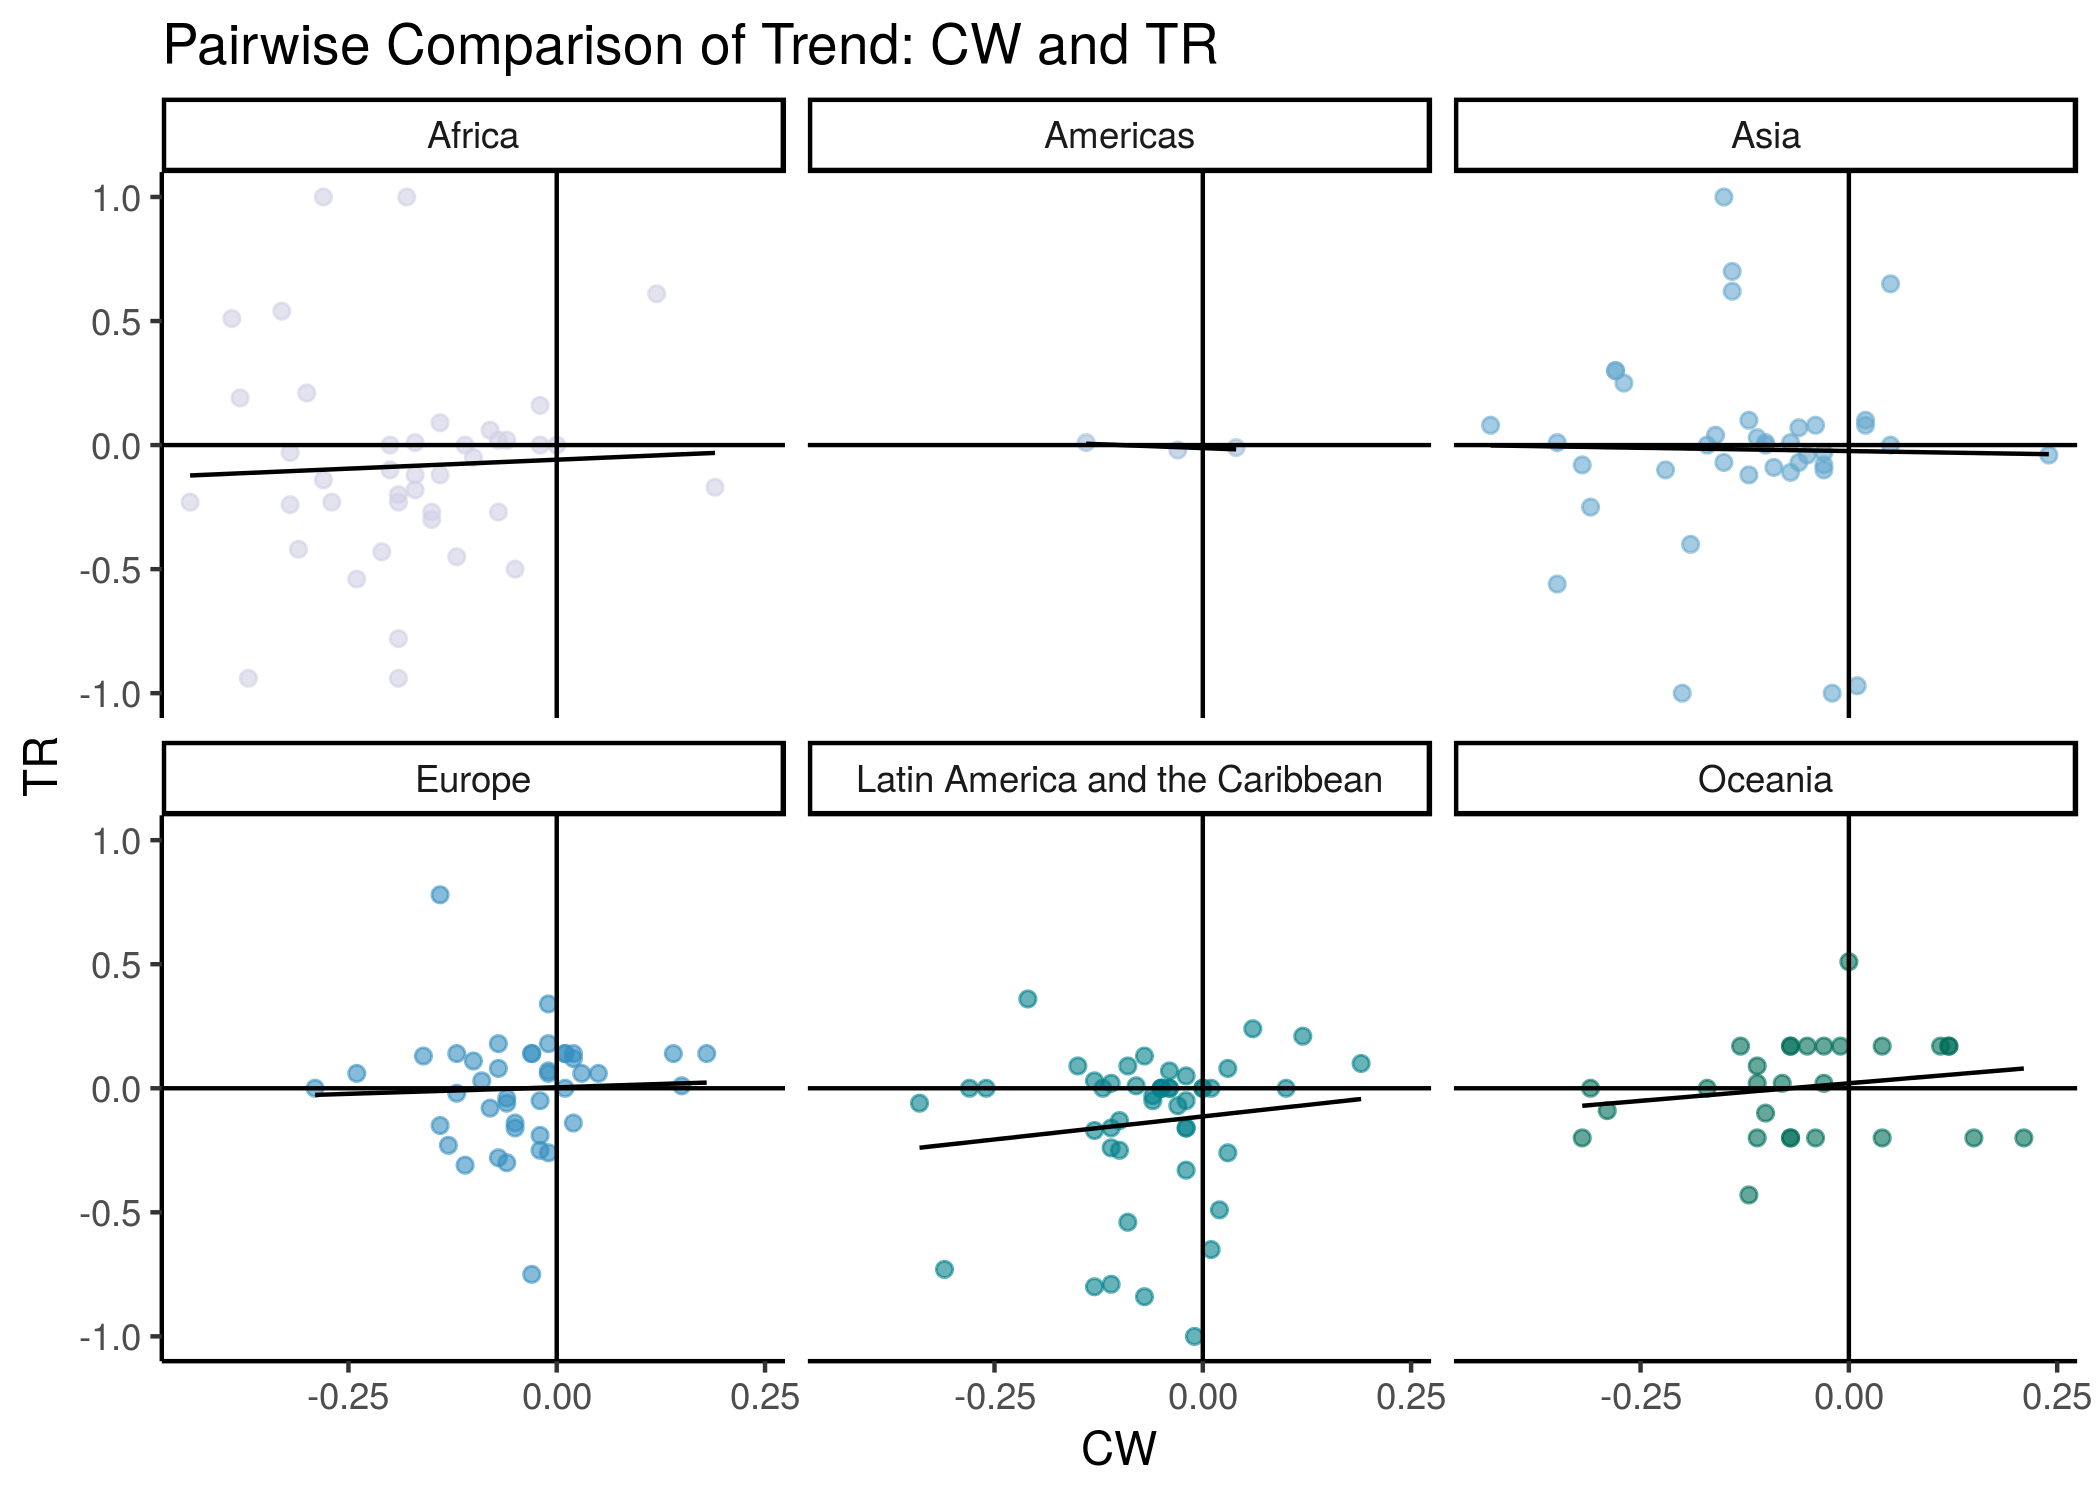 Pairwise Comparison of Trend: CW and TR
Africa
Americas
Asia
1.0
0.5
0.0
-0.5
-1.0
TR
Europe
Latin America and the Caribbean
Oceania
1.0
0.5
0.0
-0.5
-1.0
-0.25 0.00 0.25 -0.25 0.00 0.25 -0.25 0.00 0.25
CW